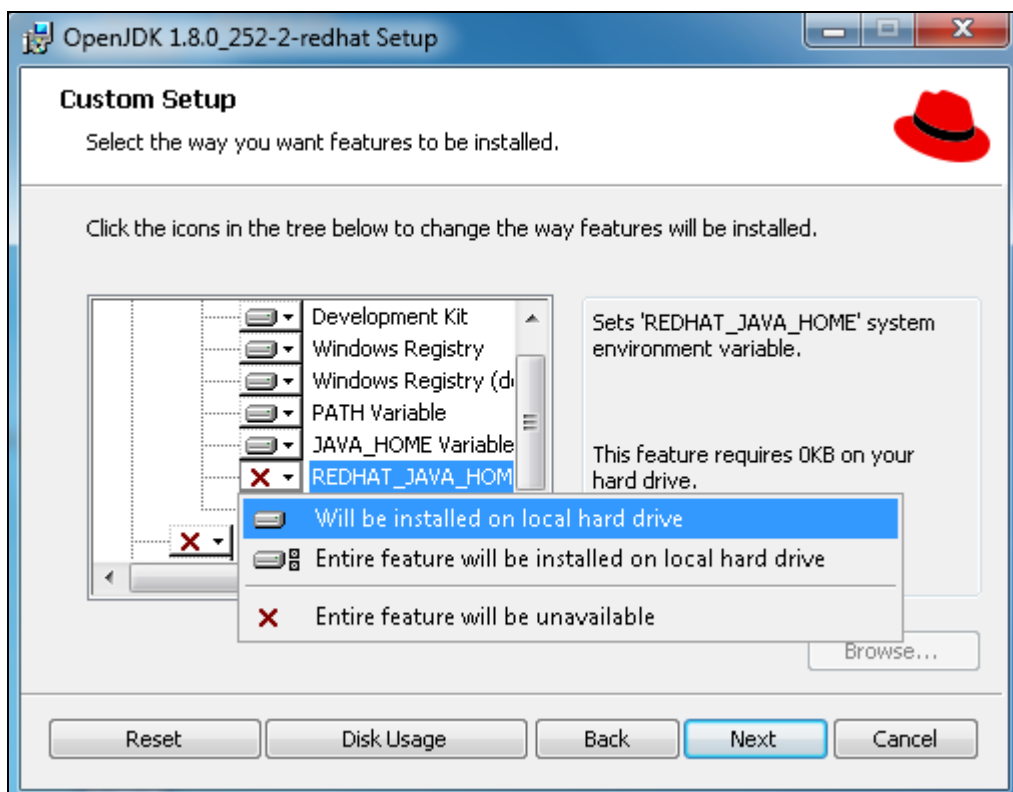 OpenJDK 1.8.0_252-2-redhat Setup
Custom Setup
Select the way you want features to be installed.
Click the icons in the tree below to change the way features will be installed.
Development Kit
Windows Registry
Windows Registry (d
PATH Variable
JAVA_HOME Variable
REDHAT_JAVA_HOM
Sets 'REDHAT_JAVA_HOME' system
environment variable.
This feature requires 0KB on your
hard drive.
Will be installed on local hard drive
Entire feature will be installed on local hard drive
Entire feature will be unavailable
Browse...
Reset
Disk Usage
Back
Next
Cancel